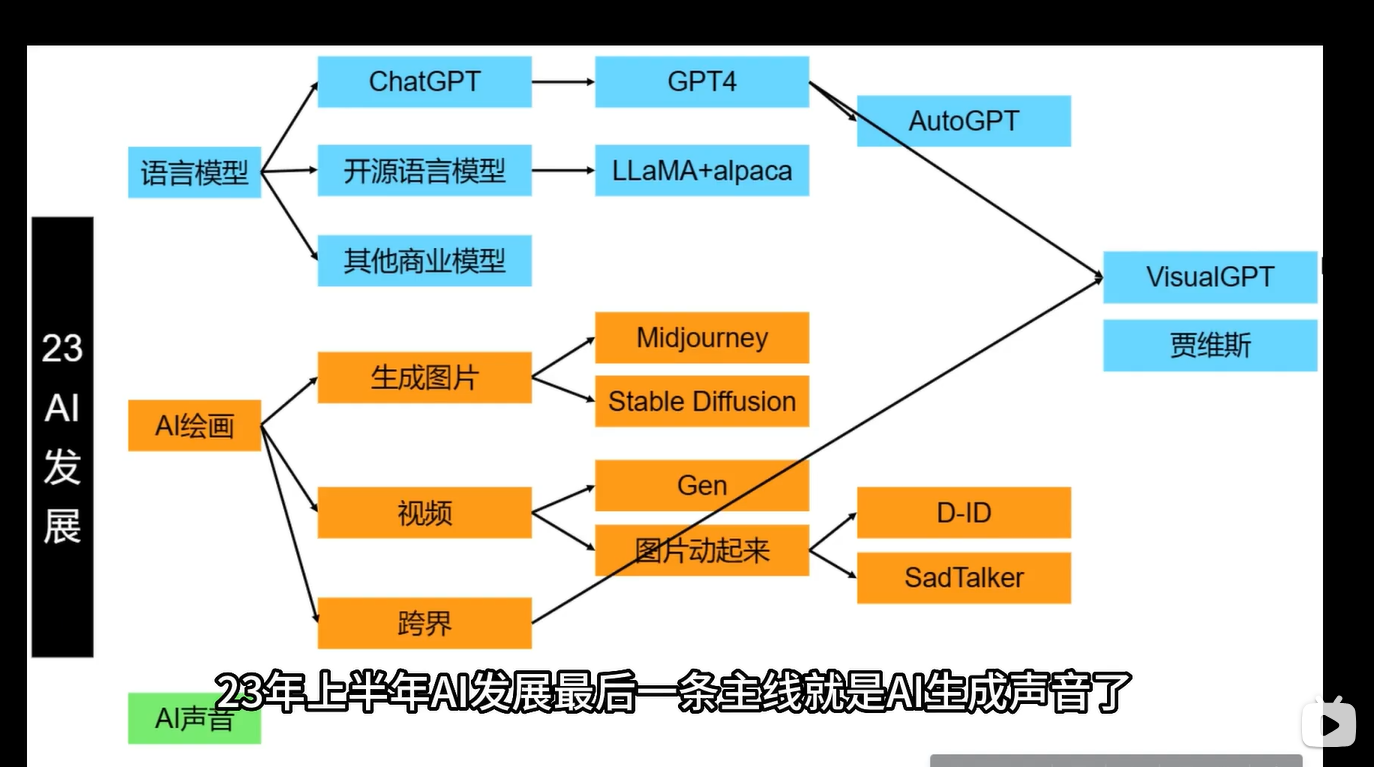 23
AI
发
展
语言模型
ChatGPT
GPT4
AutoGPT
开源语言模型
LLaMA+alpaca
其他商业模型
VisualGPT
贾维斯
AI绘画
生成图片
Midjourney
Stable Diffusion
视频
Gen
图片动起来
D-ID
SadTalker
跨界
AI声音
23年上半年AI发展最后一条主线就是AI生成声音了